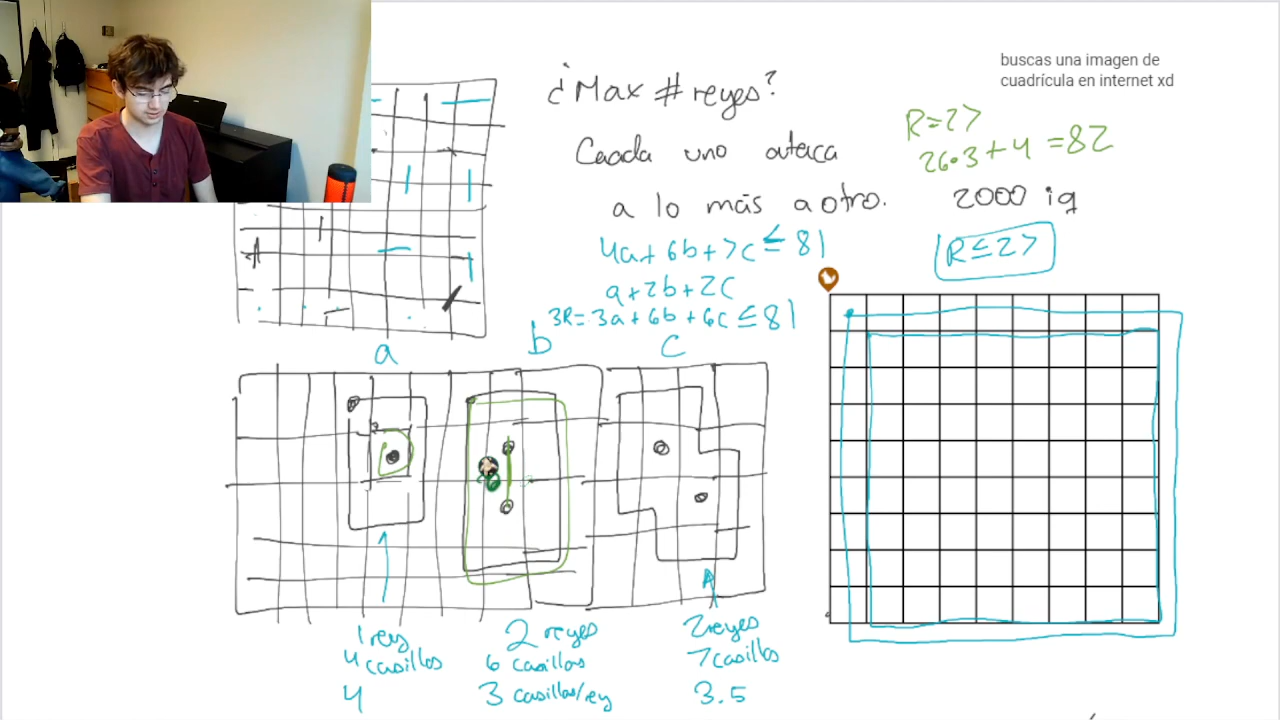 ¿Max # reyes?
Caada uno ataca
a lo más a otro.
4a + 6b + 7c ≤ 81
a + 2b + 2c
3R = 3a + 6b + 6c ≤ 81
buscas una imagen de
cuadrícula en internet xd
R = 27
26•3 + 4 = 82
2000 iq
R ≤ 27
a
b
c
1 rey
4 casillas
4
2 reyes
6 casillas
3 casillas/rey
2 reyes
7 casillas
3.5